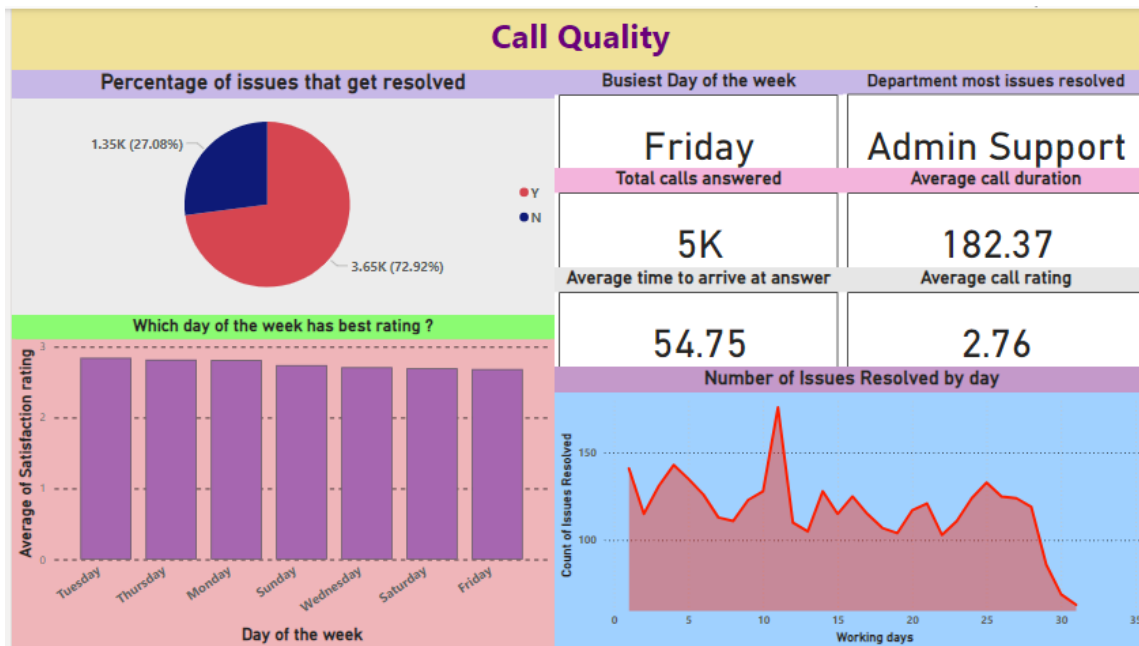 Call Quality
Percentage of issues that get resolved
1.35K (27.08%)
3.65K (72.92%)
Y
N
Busiest Day of the week
Friday
Department most issues resolved
Admin Support
Total calls answered
5K
Average call duration
182.37
Average time to arrive at answer
54.75
Average call rating
2.76
Which day of the week has best rating ?
Average of Satisfaction rating
3
2
1
0
Tuesday
Thursday
Monday
Sunday
Wednesday
Saturday
Friday
Day of the week
Number of Issues Resolved by day
Count of Issues Resolved
150
100
0
5
10
15
20
25
30
35
Working days